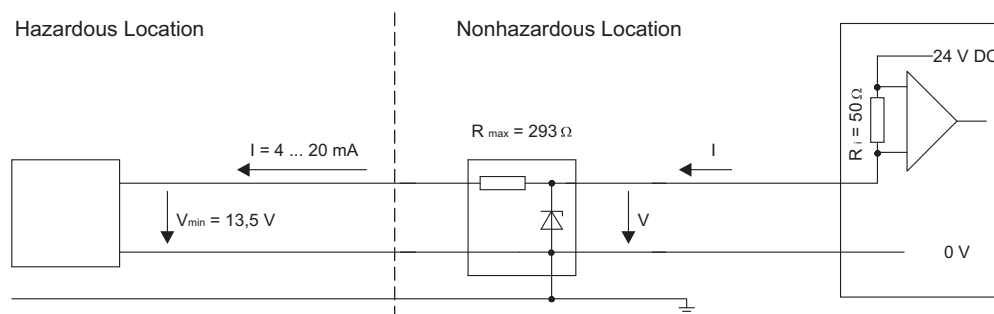 Hazardous Location
Nonhazardous Location
24 V DC
R i = 50 Ω
R max = 293 Ω
I = 4 ... 20 mA
I
Vmin = 13,5 V
V
0 V